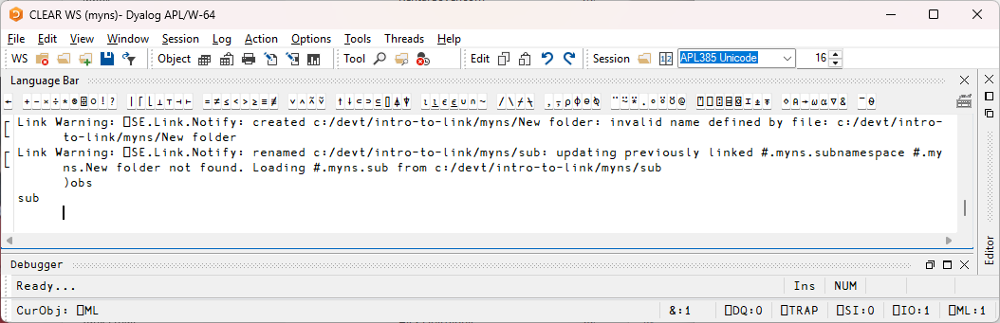 CLEAR WS (myns)- Dyalog APL/W-64
File Edit View Window Session Log Action Options Tools Threads Help
WS Object Tool Edit Session APL385 Unicode 16
Language Bar
← + - × ÷ * ⍟ ⌹ ○ ! ? | ⌈ ⌊ ⊥ ⊤ ⊣ ⊢ = ≠ ≤ < > ≥ ≡ ≢ ∨ ∧ ⍲ ⍱ ↑ ↓ ⊂ ⊃ ⊆ ⌷ ⍋ ⍒ ⍳ ⍸ ∊ ⍷ ∪ ∩ ~ / \ ⌿ ⍀ , ⍪ ⍴ ⌽ ⊖ ⍉ ¨ ⍨ ⍣ . ∘ ⍤ ⍥ @ ⍞ ⎕ ⍠ ⌸ ⌺ ⌶ ⍎ ⍕ ⋄ ⍝ → ⍵ ⍺ ∇ & ¯ ⍬
Link Warning: ⎕SE.Link.Notify: created c:/devt/intro-to-link/myns/New folder: invalid name defined by file: c:/devt/intro-
to-link/myns/New folder
Link Warning: ⎕SE.Link.Notify: renamed c:/devt/intro-to-link/myns/sub: updating previously linked #.myns.subnamespace #.my
ns.New folder not found. Loading #.myns.sub from c:/devt/intro-to-link/myns/sub
)obs
sub
Editor
Debugger
Ready... Ins NUM
CurObj: ⎕ML &:1 ⎕DQ:0 ⎕TRAP ⎕SI:0 ⎕IO:1 ⎕ML:1